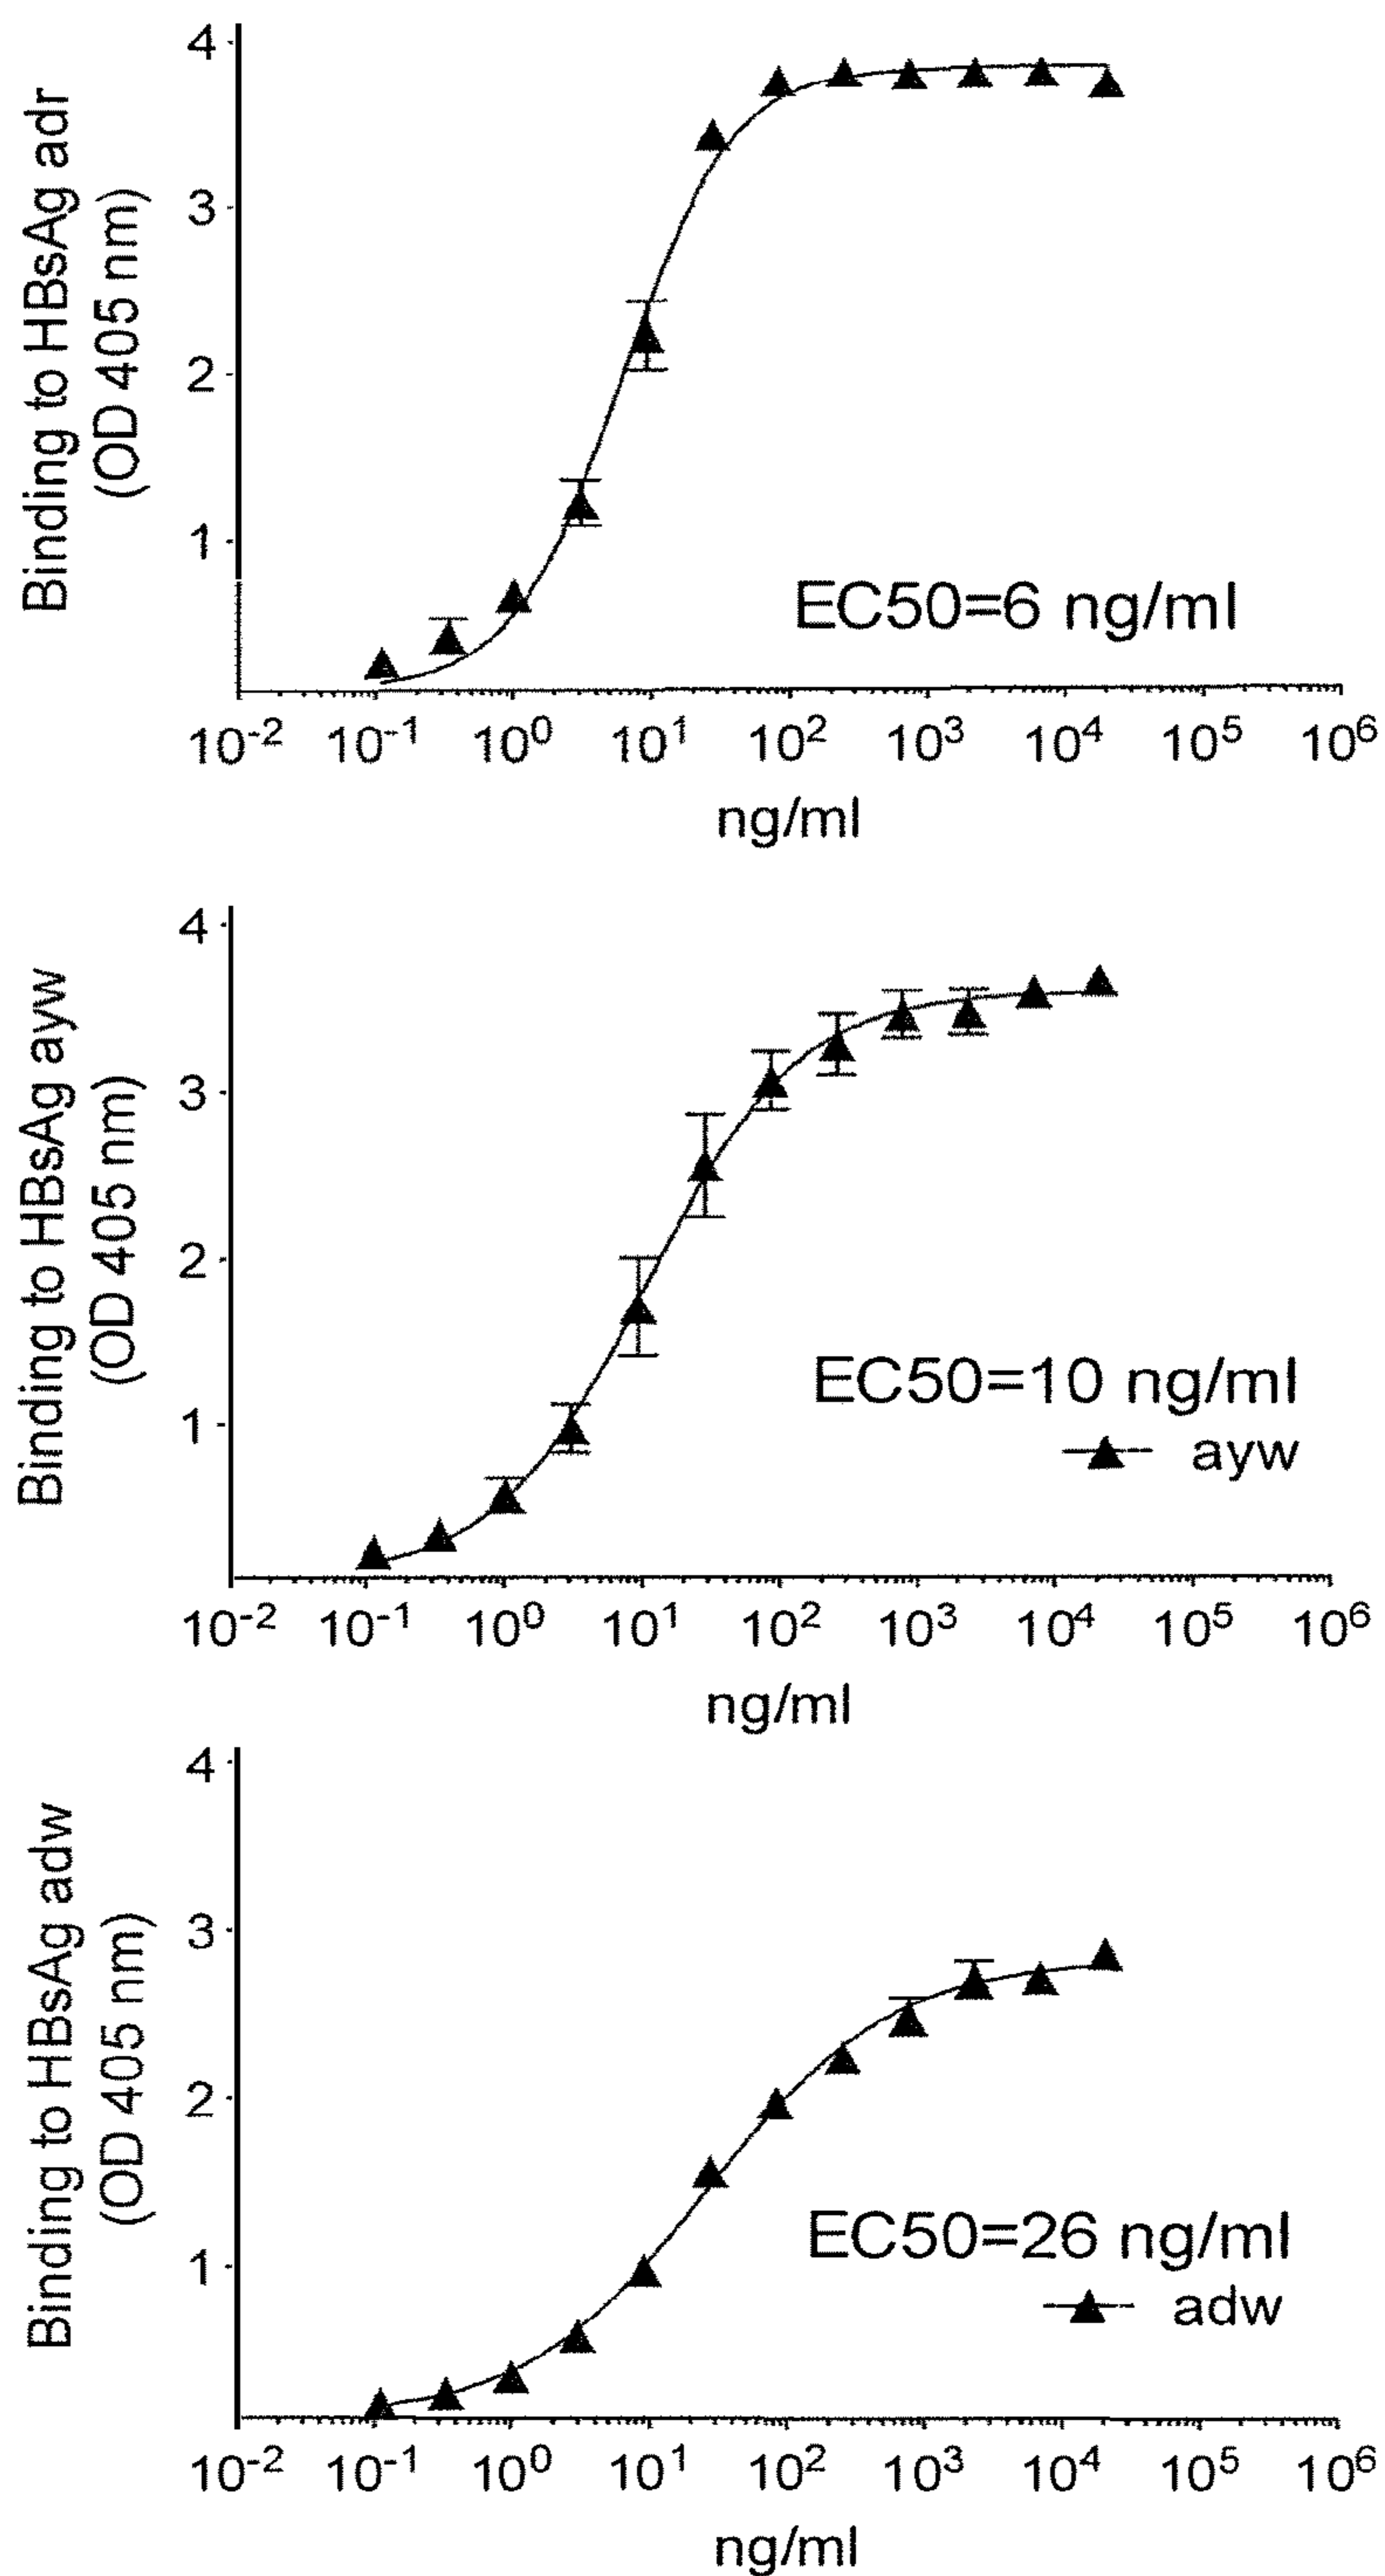 Binding to HBsAg adr
(OD 405 nm)
4
3
2
1
EC50=6 ng/ml
10-2 10-1 100 101 102 103 104 105 106
ng/ml
Binding to HBsAg ayw
(OD 405 nm)
4
3
2
1
EC50=10 ng/ml
ayw
10-2 10-1 100 101 102 103 104 105 106
ng/ml
Binding to HBsAg adw
(OD 405 nm)
4
3
2
1
EC50=26 ng/ml
adw
10-2 10-1 100 101 102 103 104 105 106
ng/ml